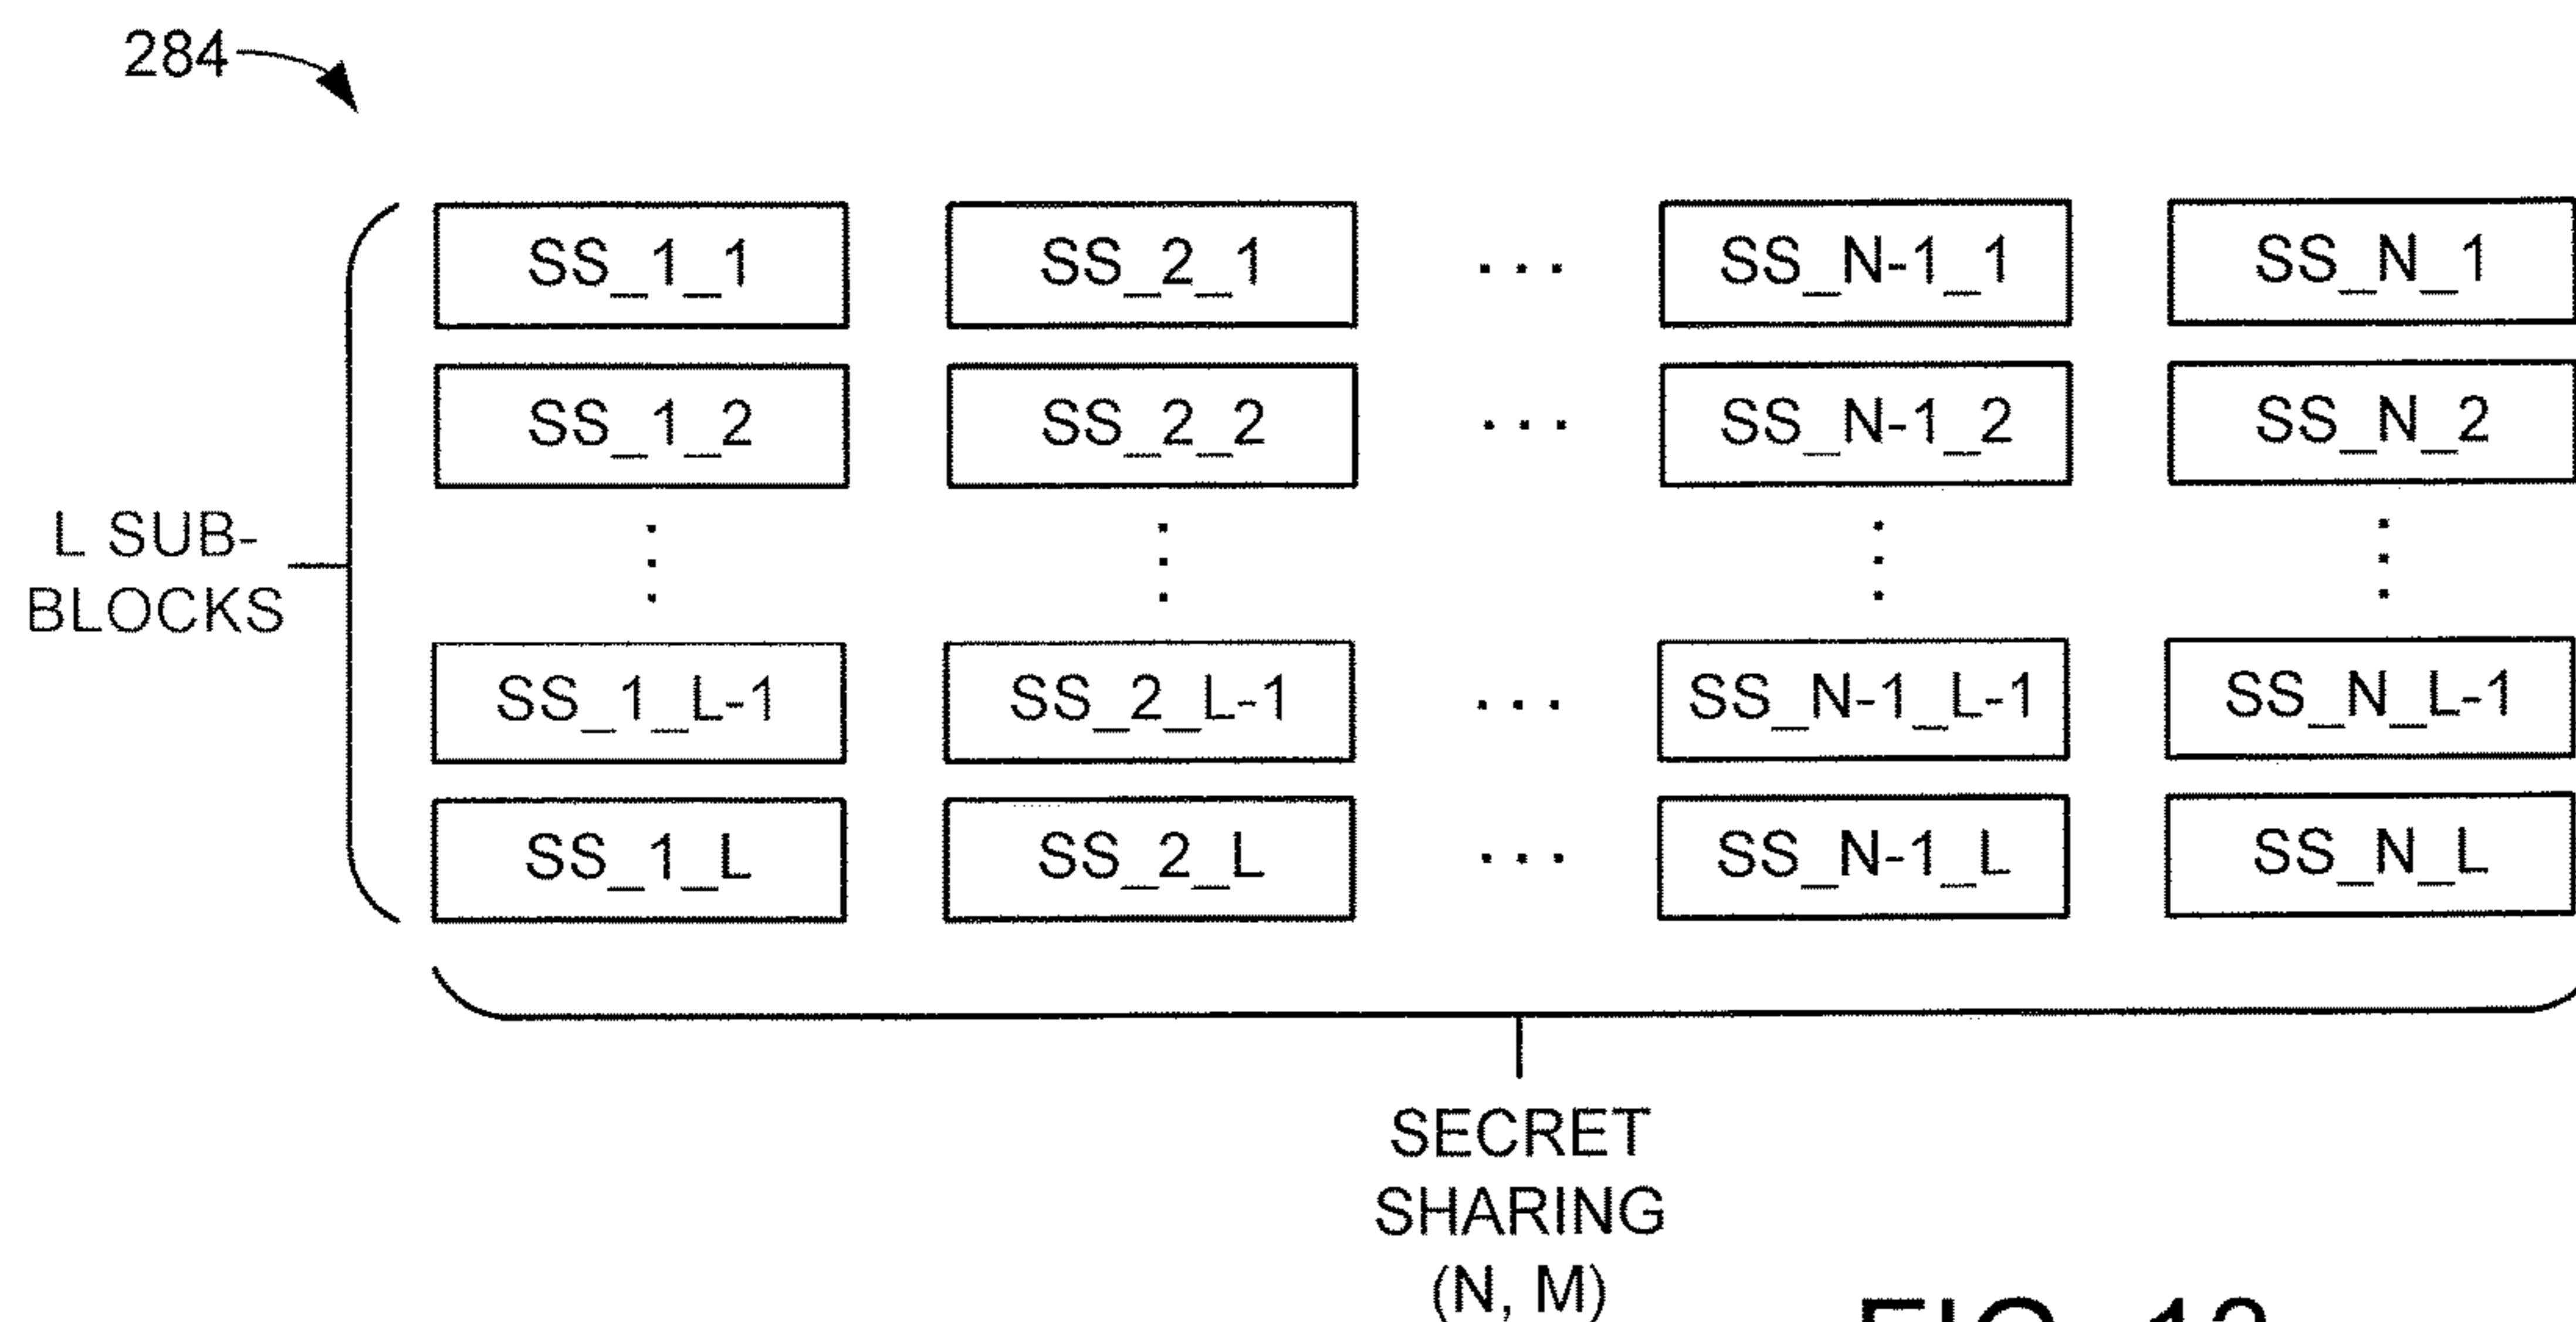 284
SS_1_1 SS_2_1 ... SS_N-1_1 SS_N_1
SS_1_2 SS_2_2 ... SS_N-1_2 SS_N_2
L SUB-
BLOCKS
SS_1_L-1 SS_2_L-1 ... SS_N-1_L-1 SS_N_L-1
SS_1_L SS_2_L ... SS_N-1_L SS_N_L
SECRET
SHARING
(N, M)